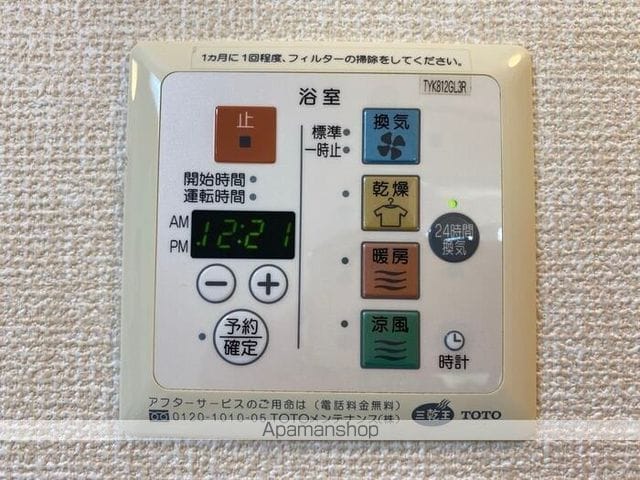 1カ月に1回程度、フィルターの掃除をしてください。
TYK812GL3R
浴室
止
標準
一時止
換気
開始時間
運転時間
乾燥
AM
PM
12:21
24時間
換気
暖房
予約
確定
涼風
時計
アフターサービスのご用命は(電話料金無料)
0120-1010-05 TOTOメンテナンス(株)
三乾王
TOTO
Apamanshop